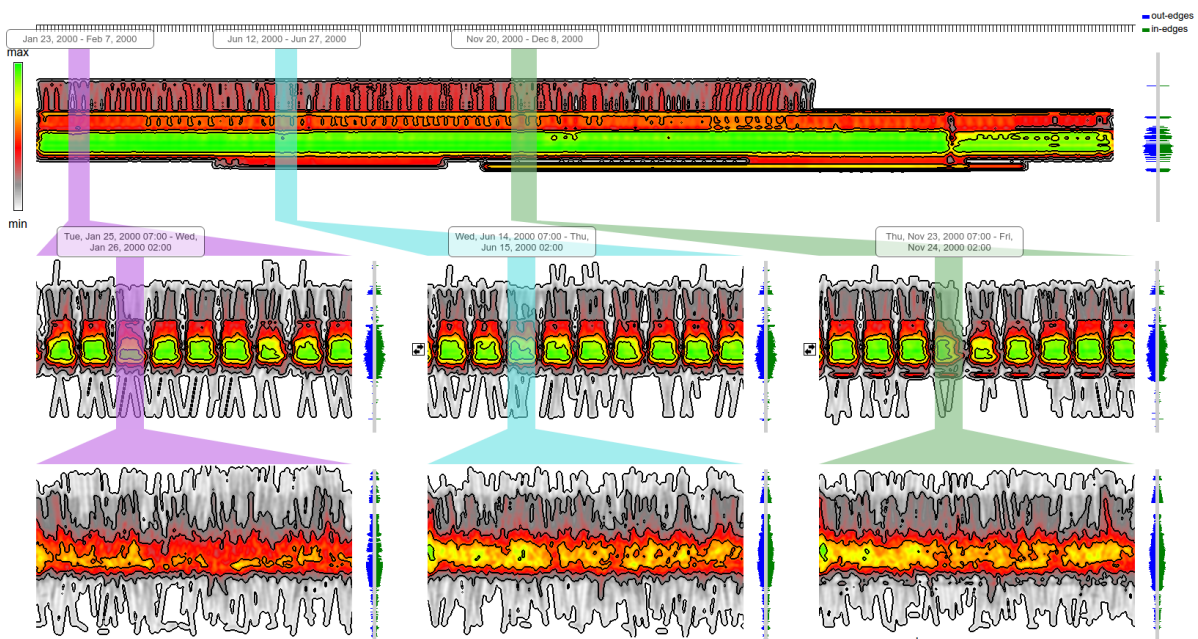 out-edges
in-edges
Jan 23, 2000 - Feb 7, 2000
Jun 12, 2000 - Jun 27, 2000
Nov 20, 2000 - Dec 8, 2000
max
min
Tue, Jan 25, 2000 07:00 - Wed,
Jan 26, 2000 02:00
Wed, Jun 14, 2000 07:00 - Thu,
Jun 15, 2000 02:00
Thu, Nov 23, 2000 07:00 - Fri,
Nov 24, 2000 02:00